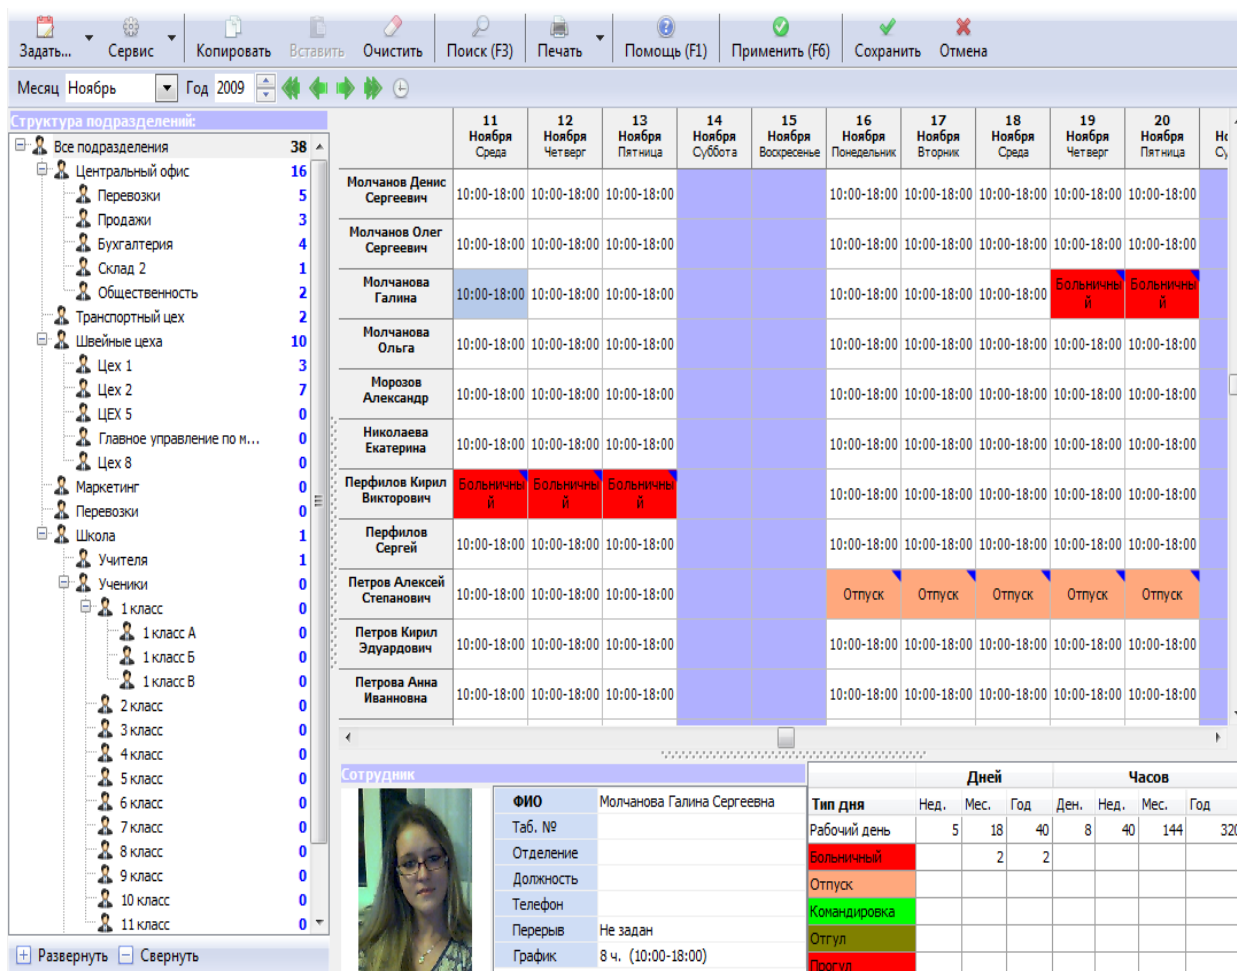 Задать... Сервис Копировать Вставить Очистить Поиск (F3) Печать Помощь (F1) Применить (F6) Сохранить Отмена
Месяц Ноябрь Год 2009
Структура подразделений:
Все подразделения 38
Центральный офис 16
Перевозки 5
Продажи 3
Бухгалтерия 4
Склад 2 1
Общественность 2
Транспортный цех 2
Швейные цеха 10
Цех 1 3
Цех 2 7
ЦЕХ 5 0
Главное управление по м... 0
Цех 8 0
Маркетинг 0
Перевозки 0
Школа 1
Учителя 1
Ученики 0
1 класс 0
1 класс А 0
1 класс Б 0
1 класс В 0
2 класс 0
3 класс 0
4 класс 0
5 класс 0
6 класс 0
7 класс 0
8 класс 0
9 класс 0
10 класс 0
11 класс 0
Развернуть Свернуть
11 12 13 14 15 16 17 18 19 20
Ноября Ноября Ноября Ноября Ноября Ноября Ноября Ноября Ноября Ноября
Среда Четверг Пятница Суббота Воскресенье Понедельник Вторник Среда Четверг Пятница
Молчанов Денис
Сергеевич 10:00-18:00 10:00-18:00 10:00-18:00 10:00-18:00 10:00-18:00 10:00-18:00 10:00-18:00 10:00-18:00
Молчанов Олег
Сергеевич 10:00-18:00 10:00-18:00 10:00-18:00 10:00-18:00 10:00-18:00 10:00-18:00 10:00-18:00 10:00-18:00
Молчанова
Галина 10:00-18:00 10:00-18:00 10:00-18:00 10:00-18:00 10:00-18:00 10:00-18:00 Больничный Больничный
Молчанова
Ольга 10:00-18:00 10:00-18:00 10:00-18:00 10:00-18:00 10:00-18:00 10:00-18:00 10:00-18:00 10:00-18:00
Морозов
Александр 10:00-18:00 10:00-18:00 10:00-18:00 10:00-18:00 10:00-18:00 10:00-18:00 10:00-18:00 10:00-18:00
Николаева
Екатерина 10:00-18:00 10:00-18:00 10:00-18:00 10:00-18:00 10:00-18:00 10:00-18:00 10:00-18:00 10:00-18:00
Перфилов Кирил
Викторович Больничный Больничный Больничный 10:00-18:00 10:00-18:00 10:00-18:00 10:00-18:00 10:00-18:00
Перфилов
Сергей 10:00-18:00 10:00-18:00 10:00-18:00 10:00-18:00 10:00-18:00 10:00-18:00 10:00-18:00 10:00-18:00
Петров Алексей
Степанович 10:00-18:00 10:00-18:00 10:00-18:00 Отпуск Отпуск Отпуск Отпуск Отпуск
Петров Кирил
Эдуардович 10:00-18:00 10:00-18:00 10:00-18:00 10:00-18:00 10:00-18:00 10:00-18:00 10:00-18:00 10:00-18:00
Петрова Анна
Иванновна 10:00-18:00 10:00-18:00 10:00-18:00 10:00-18:00 10:00-18:00 10:00-18:00 10:00-18:00 10:00-18:00
Сотрудник
ФИО Молчанова Галина Сергеевна
Таб. №
Отделение
Должность
Телефон
Перерыв Не задан
График 8 ч. (10:00-18:00)
Дней Часов
Тип дня Нед. Мес. Год Ден. Нед. Мес. Год
Рабочий день 5 18 40 8 40 144 320
Больничный 2 2
Отпуск
Командировка
Отгул
Прогул